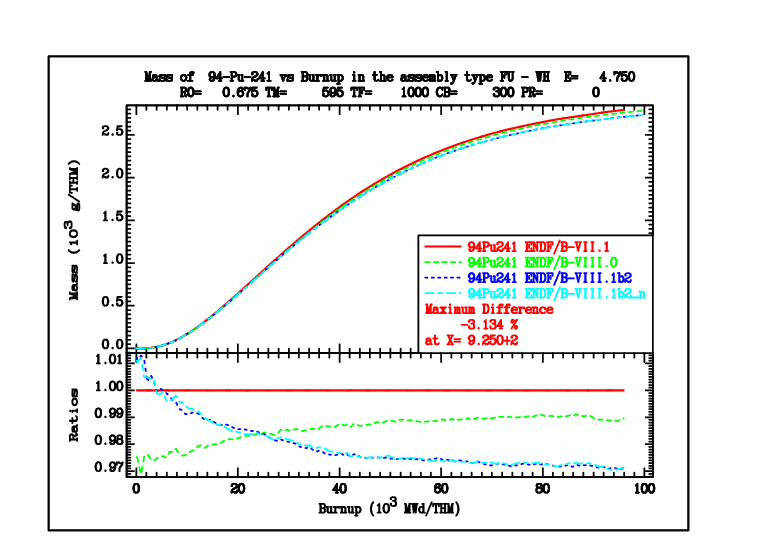 Mass of 94-Pu-241 vs Burnup in the assembly type FU - WH E= 4.750
RO= 0.675 TM= 595 TF= 1000 CB= 300 PR= 0
Mass (10³ g/THM)
2.5
2.0
1.5
1.0
0.5
0.0
94Pu241 ENDF/B-VII.1
94Pu241 ENDF/B-VIII.0
94Pu241 ENDF/B-VIII.1b2
94Pu241 ENDF/B-VIII.1b2_n
Maximum Difference
-3.134 %
at X= 9.250+2
Ratios
1.01
1.00
0.99
0.98
0.97
0 20 40 60 80 100
Burnup (10³ MWd/THM)